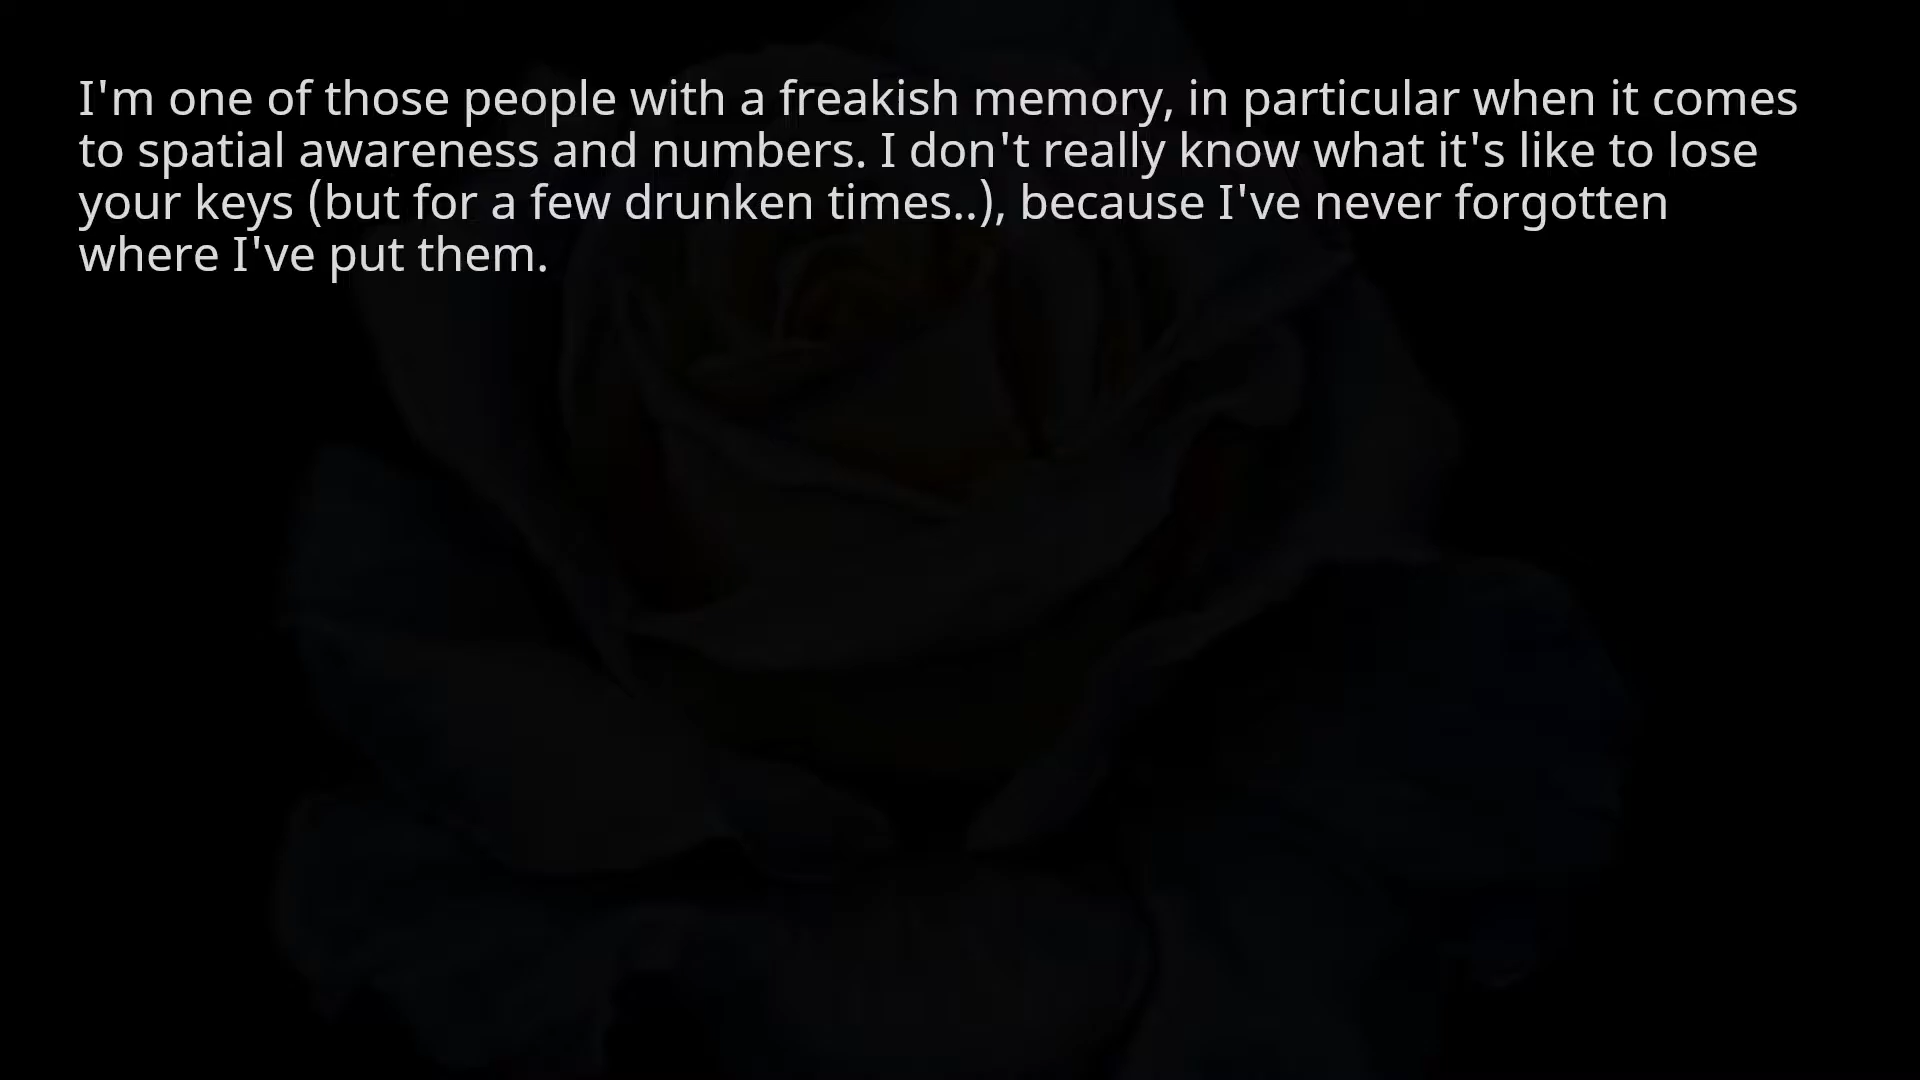 I'm one of those people with a freakish memory, in particular when it comes
to spatial awareness and numbers. I don't really know what it's like to lose
your keys (but for a few drunken times..), because I've never forgotten
where I've put them.